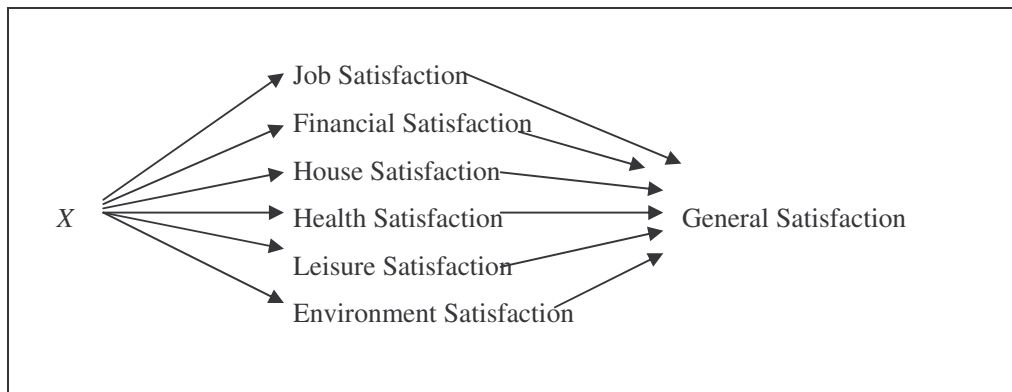 Job Satisfaction
Financial Satisfaction
House Satisfaction
X
Health Satisfaction
General Satisfaction
Leisure Satisfaction
Environment Satisfaction